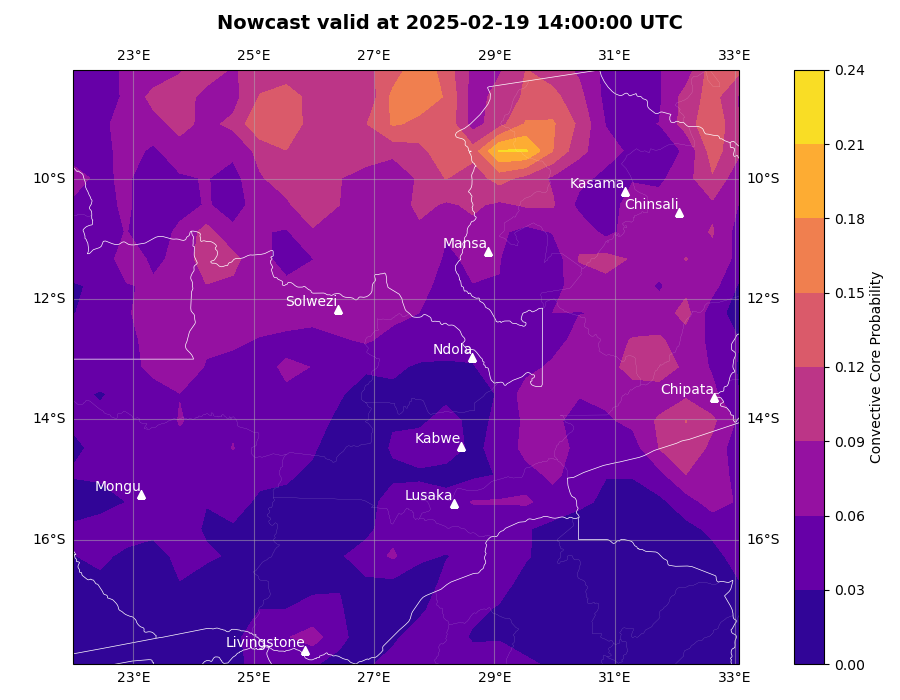 Nowcast valid at 2025-02-19 14:00:00 UTC
23°E 25°E 27°E 29°E 31°E 33°E
0.24
0.21
10°S Kasama 10°S
Chinsali 0.18
Mansa
0.15
12°S Solwezi 12°S
Ndola 0.12
Chipata
14°S 14°S
Kabwe 0.09
Mongu Lusaka
0.06
16°S 16°S
0.03
Livingstone
0.00
23°E 25°E 27°E 29°E 31°E 33°E
Convective Core Probability